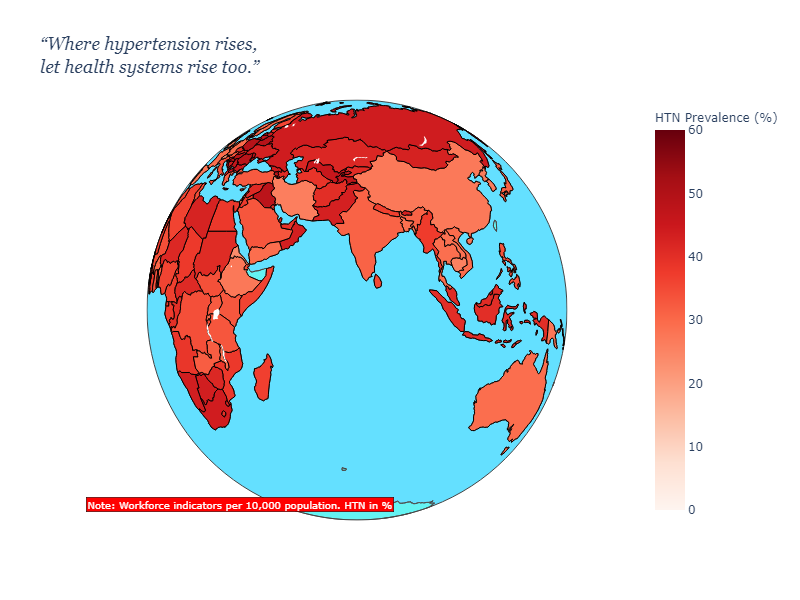 “Where hypertension rises,
let health systems rise too.”
HTN Prevalence (%)
60
50
40
30
20
10
0
Note: Workforce indicators per 10,000 population. HTN in %